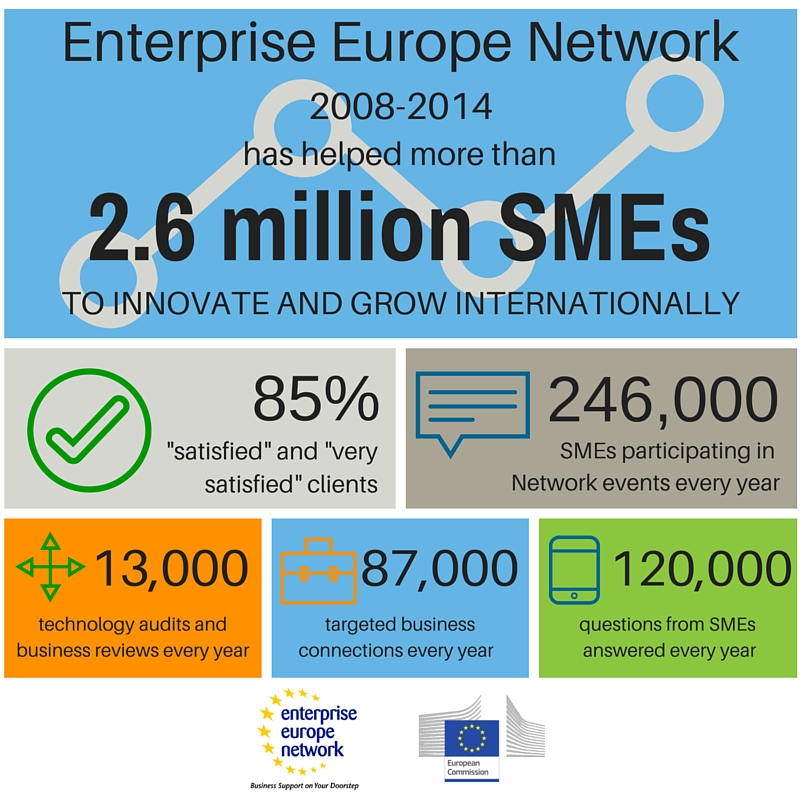 Enterprise Europe Network
2008-2014
has helped more than
2.6 million SMEs
TO INNOVATE AND GROW INTERNATIONALLY
85%
"satisfied" and "very
satisfied" clients
246,000
SMEs participating in
Network events every year
13,000
technology audits and
business reviews every year
87,000
targeted business
connections every year
120,000
questions from SMEs
answered every year
enterprise
europe
network
Business Support on Your Doorstep
European
Commission